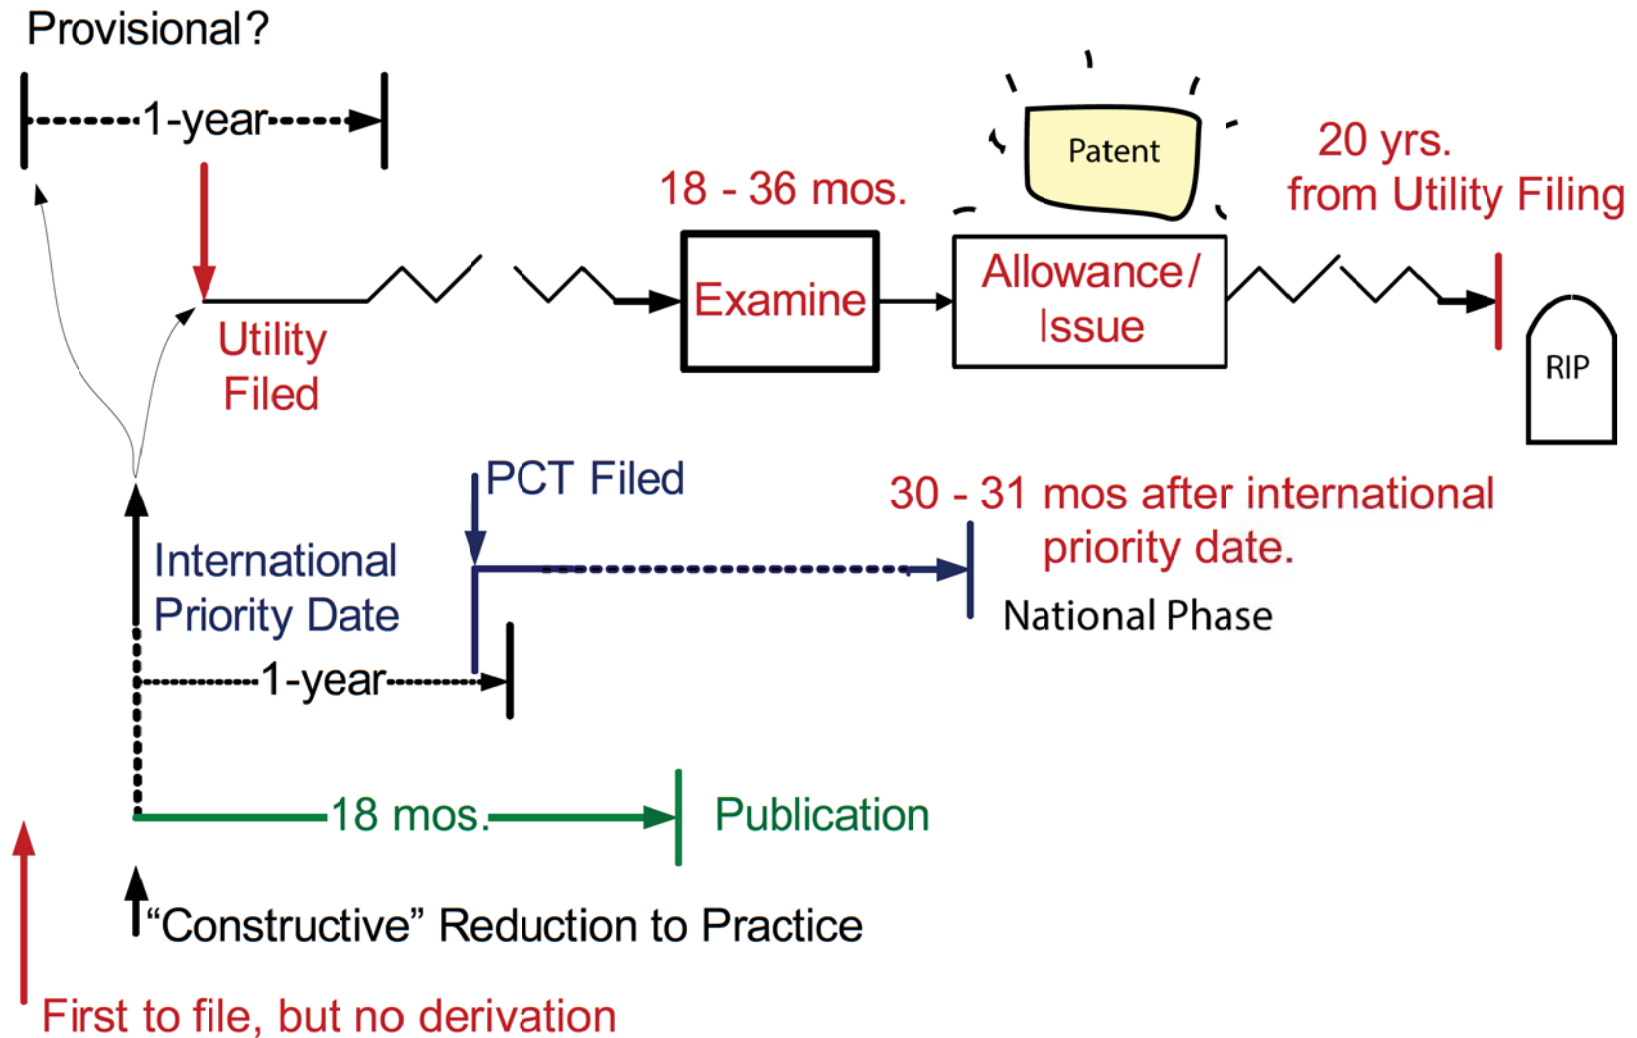 Provisional?
1-year
Patent
20 yrs.
from Utility Filing
18 - 36 mos.
Examine
Allowance/
Issue
Utility
Filed
RIP
PCT Filed
30 - 31 mos after international
priority date.
International
Priority Date
National Phase
1-year
18 mos.
Publication
“Constructive” Reduction to Practice
First to file, but no derivation